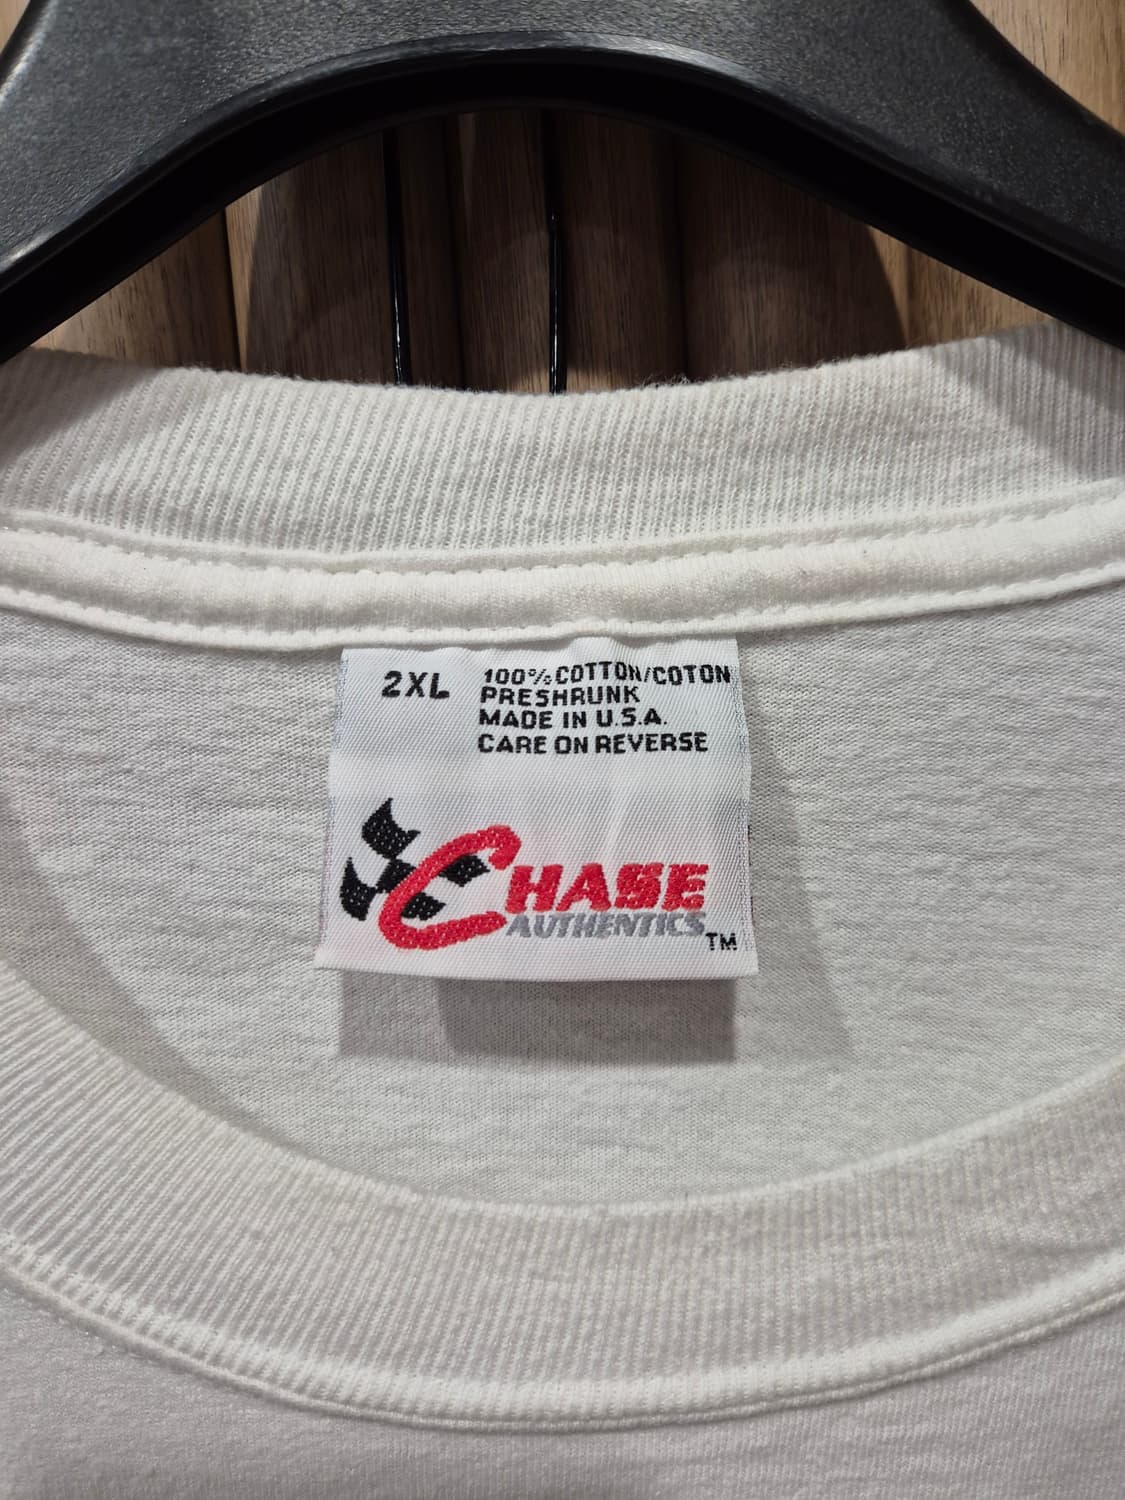 2XL
100% COTTON/COTON
PRESHRUNK
MADE IN U.S.A.
CARE ON REVERSE
CHASE
AUTHENTICS
TM